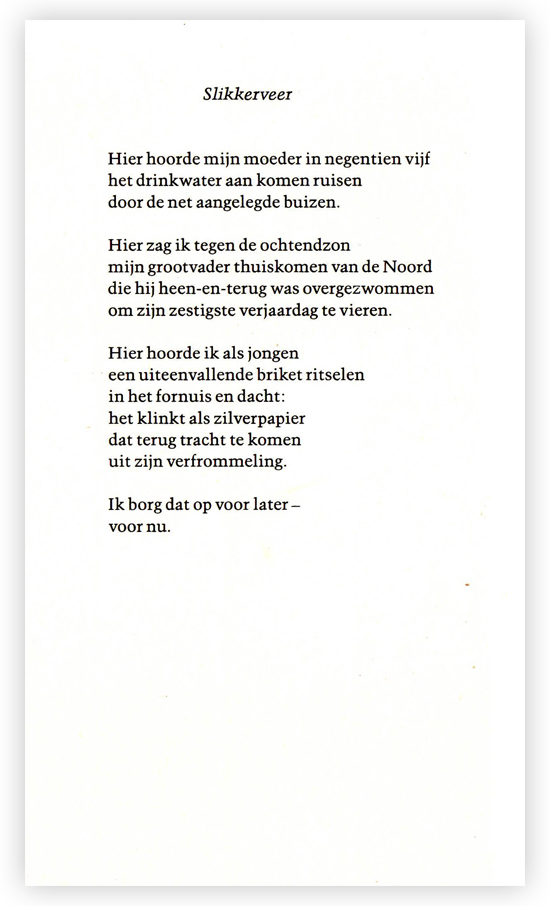 Slikkerveer
Hier hoorde mijn moeder in negentien vijf
het drinkwater aan komen ruisen
door de net aangelegde buizen.
Hier zag ik tegen de ochtendzon
mijn grootvader thuiskomen van de Noord
die hij heen-en-terug was overgezwommen
om zijn zestigste verjaardag te vieren.
Hier hoorde ik als jongen
een uiteenvallende briket ritselen
in het fornuis en dacht:
het klinkt als zilverpapier
dat terug tracht te komen
uit zijn verfrommeling.
Ik borg dat op voor later –
voor nu.